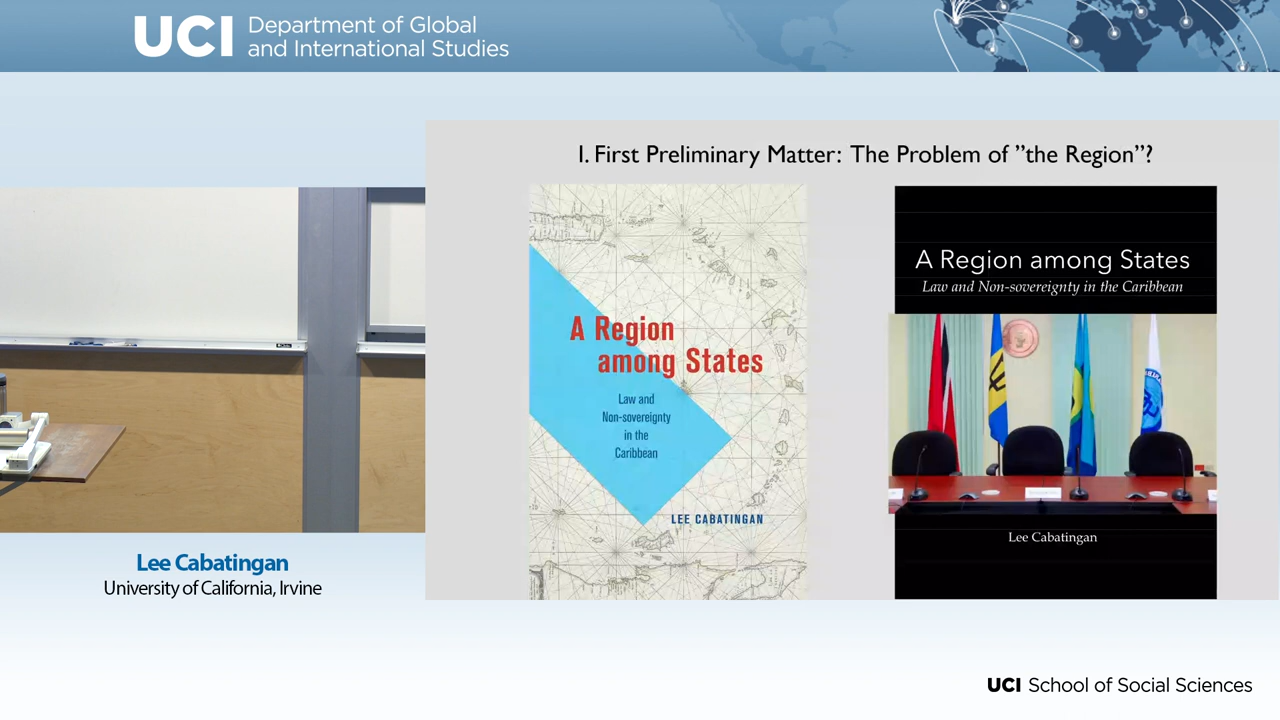 UCI Department of Global
and International Studies
I. First Preliminary Matter: The Problem of ”the Region”?
A Region
among States
Law and
Non-sovereignty
in the
Caribbean
LEE CABATINGAN
A Region among States
Law and Non-sovereignty in the Caribbean
Lee Cabatingan
Lee Cabatingan
University of California, Irvine
UCI School of Social Sciences